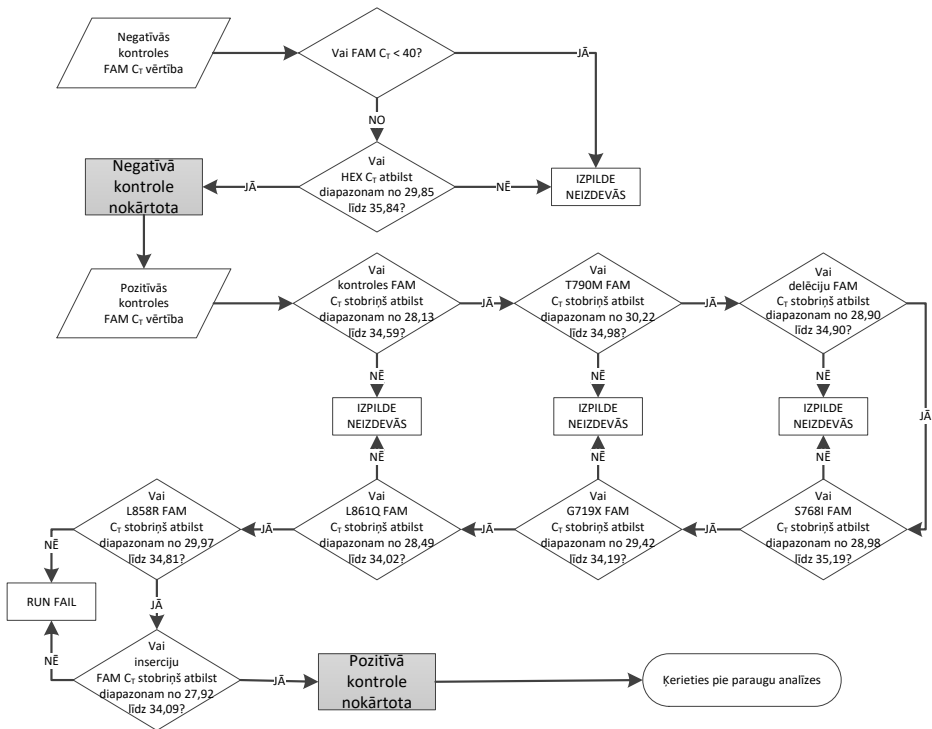 Negatīvās
kontroles
FAM CT vērtība
Vai FAM CT < 40?
JĀ
NO
Vai
HEX CT atbilst
diapazonam no 29,85
līdz 35,84?
NĒ
IZPILDE
NEIZDEVĀS
JĀ
Negatīvā
kontrole
nokārtota
Pozitīvās
kontroles
FAM CT vērtība
Vai
kontroles FAM
CT stobriņš atbilst
diapazonam no 28,13
līdz 34,59?
JĀ
Vai
T790M FAM
CT stobriņš atbilst
diapazonam no 30,22
līdz 34,98?
JĀ
Vai
delēciju FAM
CT stobriņš atbilst
diapazonam no 28,90
līdz 34,90?
JĀ
NĒ
NĒ
NĒ
IZPILDE
NEIZDEVĀS
IZPILDE
NEIZDEVĀS
IZPILDE
NEIZDEVĀS
NĒ
NĒ
NĒ
Vai
S768I FAM
CT stobriņš atbilst
diapazonam no 28,98
līdz 35,19?
JĀ
Vai
G719X FAM
CT stobriņš atbilst
diapazonam no 29,42
līdz 34,19?
JĀ
Vai
L861Q FAM
CT stobriņš atbilst
diapazonam no 28,49
līdz 34,02?
JĀ
Vai
L858R FAM
CT stobriņš atbilst
diapazonam no 29,97
līdz 34,81?
NĒ
RUN FAIL
JĀ
NĒ
Vai
inserciju
FAM CT stobriņš atbilst
diapazonam no 27,92
līdz 34,09?
JĀ
Pozitīvā
kontrole
nokārtota
Ķerieties pie paraugu analīzes